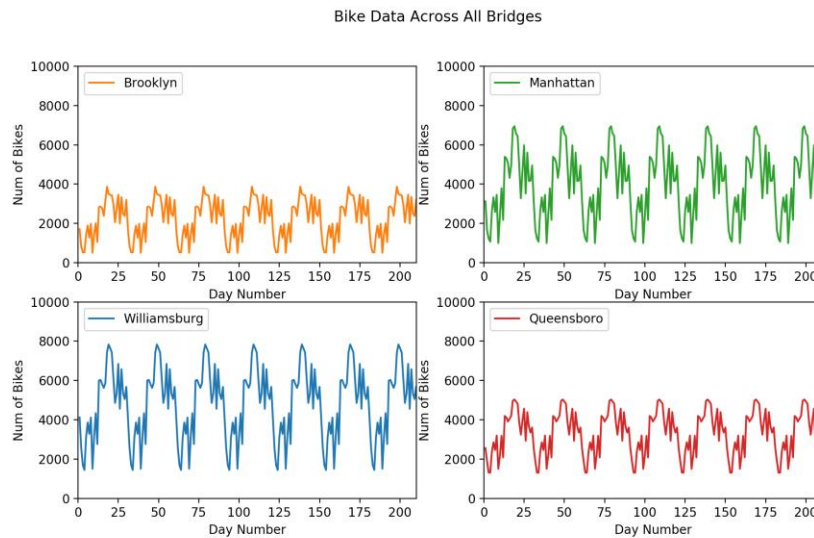 Bike Data Across All Bridges
10000
8000
6000
4000
2000
0
Num of Bikes
Brooklyn
0 25 50 75 100 125 150 175 200
Day Number
10000
8000
6000
4000
2000
0
Num of Bikes
Manhattan
0 25 50 75 100 125 150 175 200
Day Number
10000
8000
6000
4000
2000
0
Num of Bikes
Williamsburg
0 25 50 75 100 125 150 175 200
Day Number
10000
8000
6000
4000
2000
0
Num of Bikes
Queensboro
0 25 50 75 100 125 150 175 200
Day Number